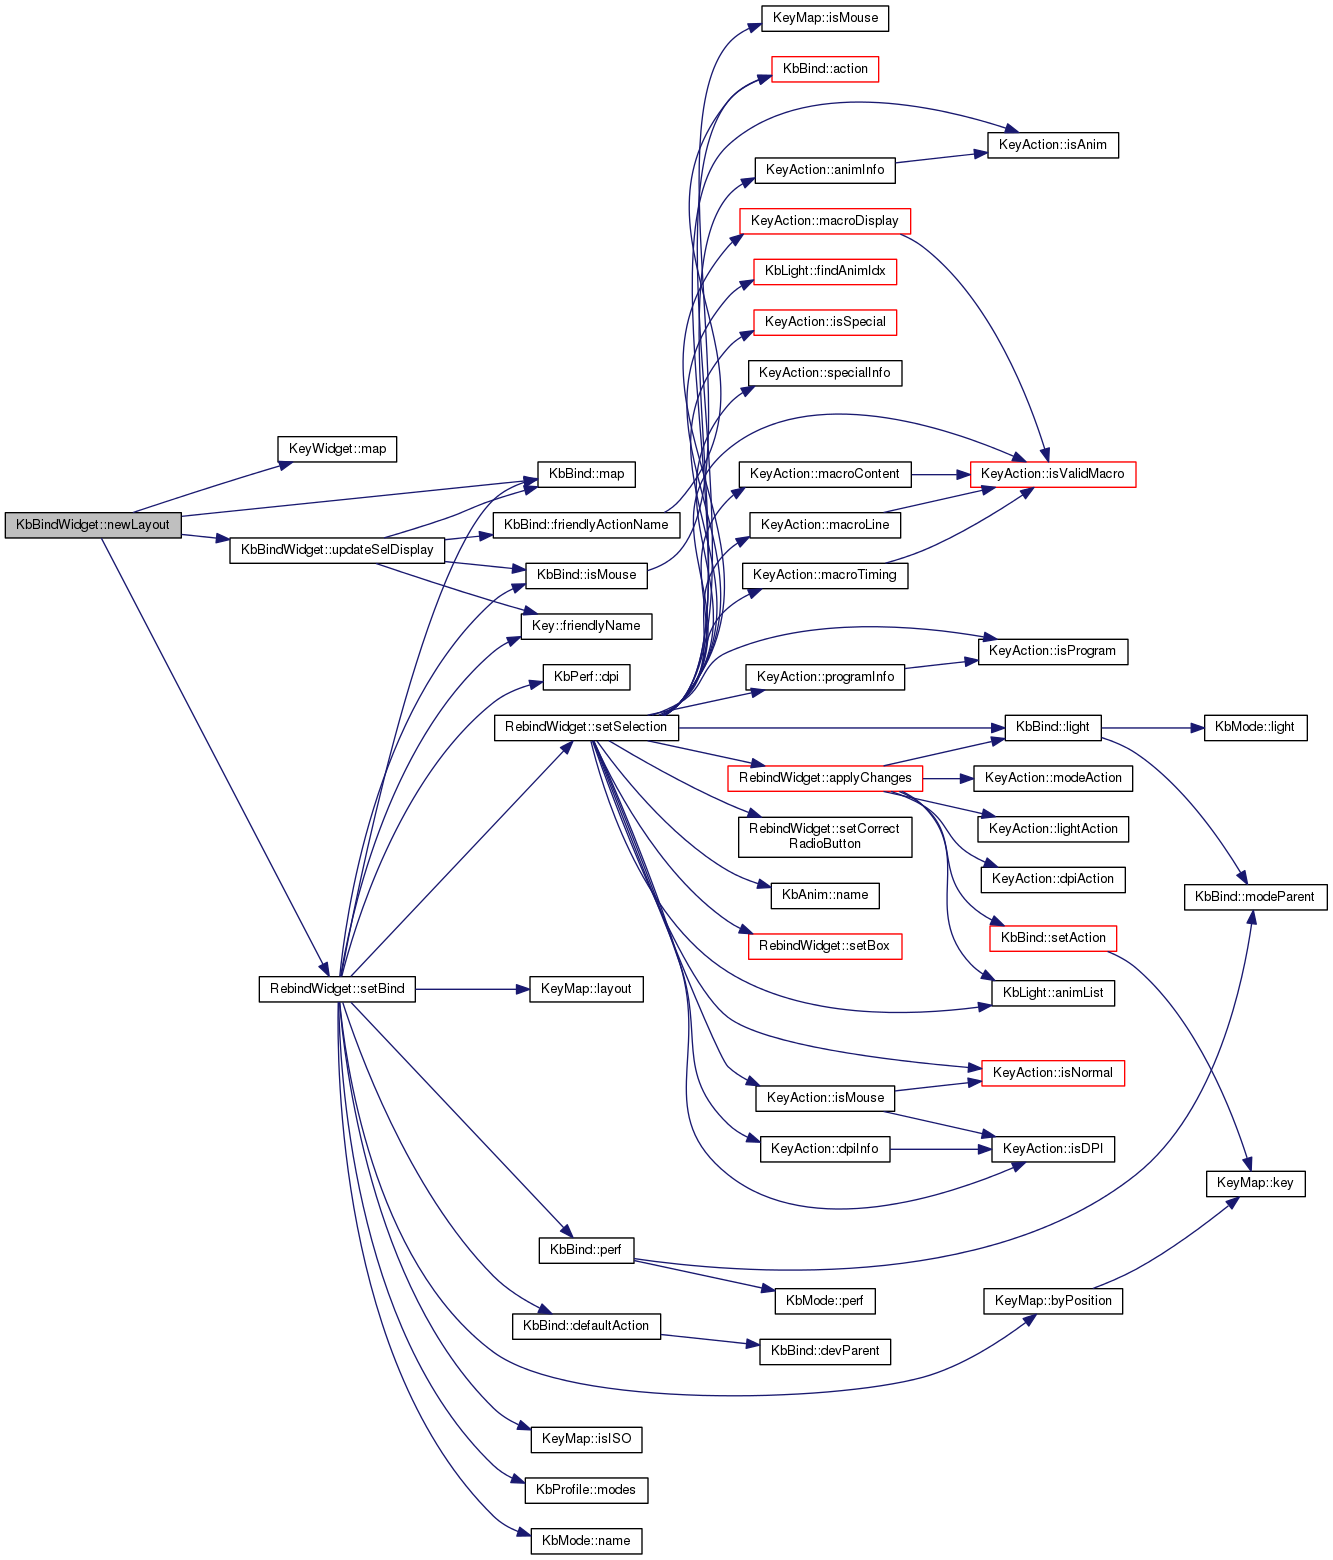 KeyMap::isMouse
KbBind::action
KeyAction::isAnim
KeyAction::animInfo
KeyAction::macroDisplay
KbLight::findAnimIdx
KeyAction::isSpecial
KeyAction::specialInfo
KeyWidget::map
KbBind::map
KeyAction::macroContent
KeyAction::isValidMacro
KbBindWidget::newLayout
KbBind::friendlyActionName
KeyAction::macroLine
KbBindWidget::updateSelDisplay
KbBind::isMouse
KeyAction::macroTiming
Key::friendlyName
KeyAction::isProgram
KbPerf::dpi
KeyAction::programInfo
RebindWidget::setSelection
KbBind::light
KbMode::light
RebindWidget::applyChanges
KeyAction::modeAction
RebindWidget::setCorrect
RadioButton
KeyAction::lightAction
KeyAction::dpiAction
KbAnim::name
KbBind::modeParent
RebindWidget::setBox
KbBind::setAction
RebindWidget::setBind
KeyMap::layout
KbLight::animList
KeyAction::isNormal
KeyAction::isMouse
KeyAction::dpiInfo
KeyAction::isDPI
KeyMap::key
KbBind::perf
KbMode::perf
KeyMap::byPosition
KbBind::defaultAction
KbBind::devParent
KeyMap::isISO
KbProfile::modes
KbMode::name